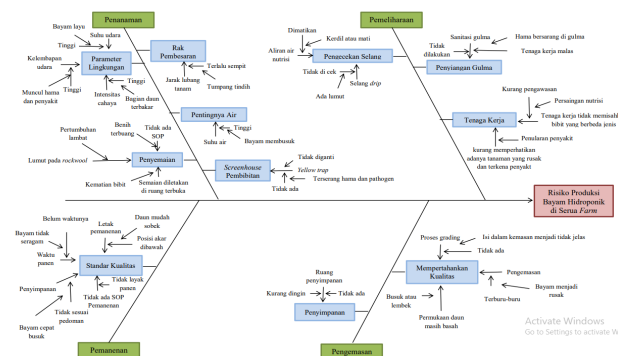 Penanaman
Pemeliharaan
Bayam layu
Suhu udara
Tinggi
Kelembapan
udara
Parameter
Lingkungan
Tinggi
Muncul hama
dan penyakit
Tinggi
Intensitas
cahaya
Bagian daun
terbakar
Rak
Pembesaran
Terlalu sempit
Jarak lubang
tanam
Tumpang tindih
Pentingnya Air
Tinggi
Suhu air
Bayam membusuk
Benih
terbuang
Tidak ada
SOP
Pertumbuhan
lambat
Lumut pada rockwool
Penyemaian
Kematian bibit
Semaian diletakan
di ruang terbuka
Screenhouse
Pembibitan
Tidak diganti
Yellow trap
Terserang hama dan pathogen
Tidak ada
Dimatikan
Kerdil atau mati
Aliran air
nutrisi
Pengecekan Selang
Tidak di cek
Selang drip
Ada lumut
Sanitasi gulma
Hama bersarang di gulma
Tidak
dilakukan
Tenaga kerja malas
Penyiangan Gulma
Kurang pengawasan
Persaingan nutrisi
Tenaga Kerja
Tenaga kerja tidak memisahl
bibit yang berbeda jenis
Penularan penyakit
kurang memperhatikan
adanya tanaman yang rusak
dan terkena penyakit
Risiko Produksi
Bayam Hidroponik
di Serua Farm
Belum waktunya
Letak
pemanenan
Daun mudah
sobek
Bayam tidak
seragam
Posisi akar
dibawah
Waktu
panen
Standar Kualitas
Penyimpanan
Tidak layak
panen
Tidak ada SOP
Pemanenan
Tidak sesuai
pedoman
Bayam cepat
busuk
Pemanenan
Ruang
penyimpanan
Kurang dingin
Tidak ada
Penyimpanan
Proses grading
Isi dalam kemasan menjadi tidak jelas
Tidak ada
Mempertahankan
Kualitas
Pengemasan
Busuk atau
lembek
Bayam menjadi
rusak
Terburu-buru
Permukaan daun
masih basah
Pengemasan
Activate Windows
Go to Settings to activate W